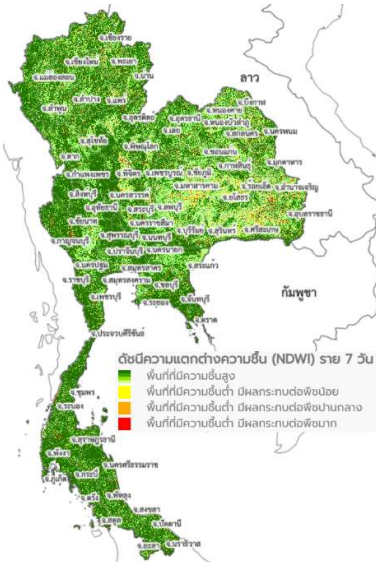 จ.เชียงราย
จ.เชียงใหม่
จ.พะเยา
จ.แม่ฮ่องสอน
จ.น่าน
จ.ลำปาง
จ.แพร่
จ.ลำพูน
ลาว
จ.บึงกาฬ
จ.อุตรดิตถ์
จ.หนองคาย
จ.อุดรธานี
จ.หนองบัวลำภู
จ.เลย
จ.นครพนม
จ.สกลนคร
จ.สุโขทัย
จ.พิษณุโลก
จ.ตาก
จ.ขอนแก่น
จ.กาฬสินธุ์
จ.มุกดาหาร
จ.กำแพงเพชร
จ.พิจิตร
จ.เพชรบูรณ์
จ.ชัยภูมิ
จ.มหาสารคาม
จ.ร้อยเอ็ด
จ.อำนาจเจริญ
จ.ยโสธร
จ.สิงห์บุรี
จ.นครสวรรค์
จ.อุทัยธานี
จ.สระบุรี
จ.ลพบุรี
จ.อุบลราชธานี
จ.ชัยนาท
จ.นครราชสีมา
จ.บุรีรัมย์
จ.สุรินทร์
จ.ศรีสะเกษ
จ.กาญจนบุรี
จ.สุพรรณบุรี
จ.นนทบุรี
จ.ปราจีนบุรี
จ.นครนายก
จ.สระแก้ว
จ.นครปฐม
จ.สมุทรสาคร
จ.ราชบุรี
จ.สมุทรสงคราม
จ.ชลบุรี
กัมพูชา
จ.เพชรบุรี
จ.ระยอง
จ.จันทบุรี
จ.ตราด
จ.ประจวบคีรีขันธ์
ดัชนีความแตกต่างความชื้น (NDWI) ราย 7 วัน
พื้นที่ที่มีความชื้นสูง
พื้นที่ที่มีความชื้นต่ำ มีผลกระทบต่อพืชน้อย
พื้นที่ที่มีความชื้นต่ำ มีผลกระทบต่อพืชปานกลาง
พื้นที่ที่มีความชื้นต่ำ มีผลกระทบต่อพืชมาก
จ.ชุมพร
จ.ระนอง
จ.สุราษฎร์ธานี
จ.พังงา
จ.นครศรีธรรมราช
จ.กระบี่
จ.ภูเก็ต
จ.ตรัง
จ.พัทลุง
จ.สงขลา
จ.สตูล
จ.ปัตตานี
จ.ยะลา
จ.นราธิวาส